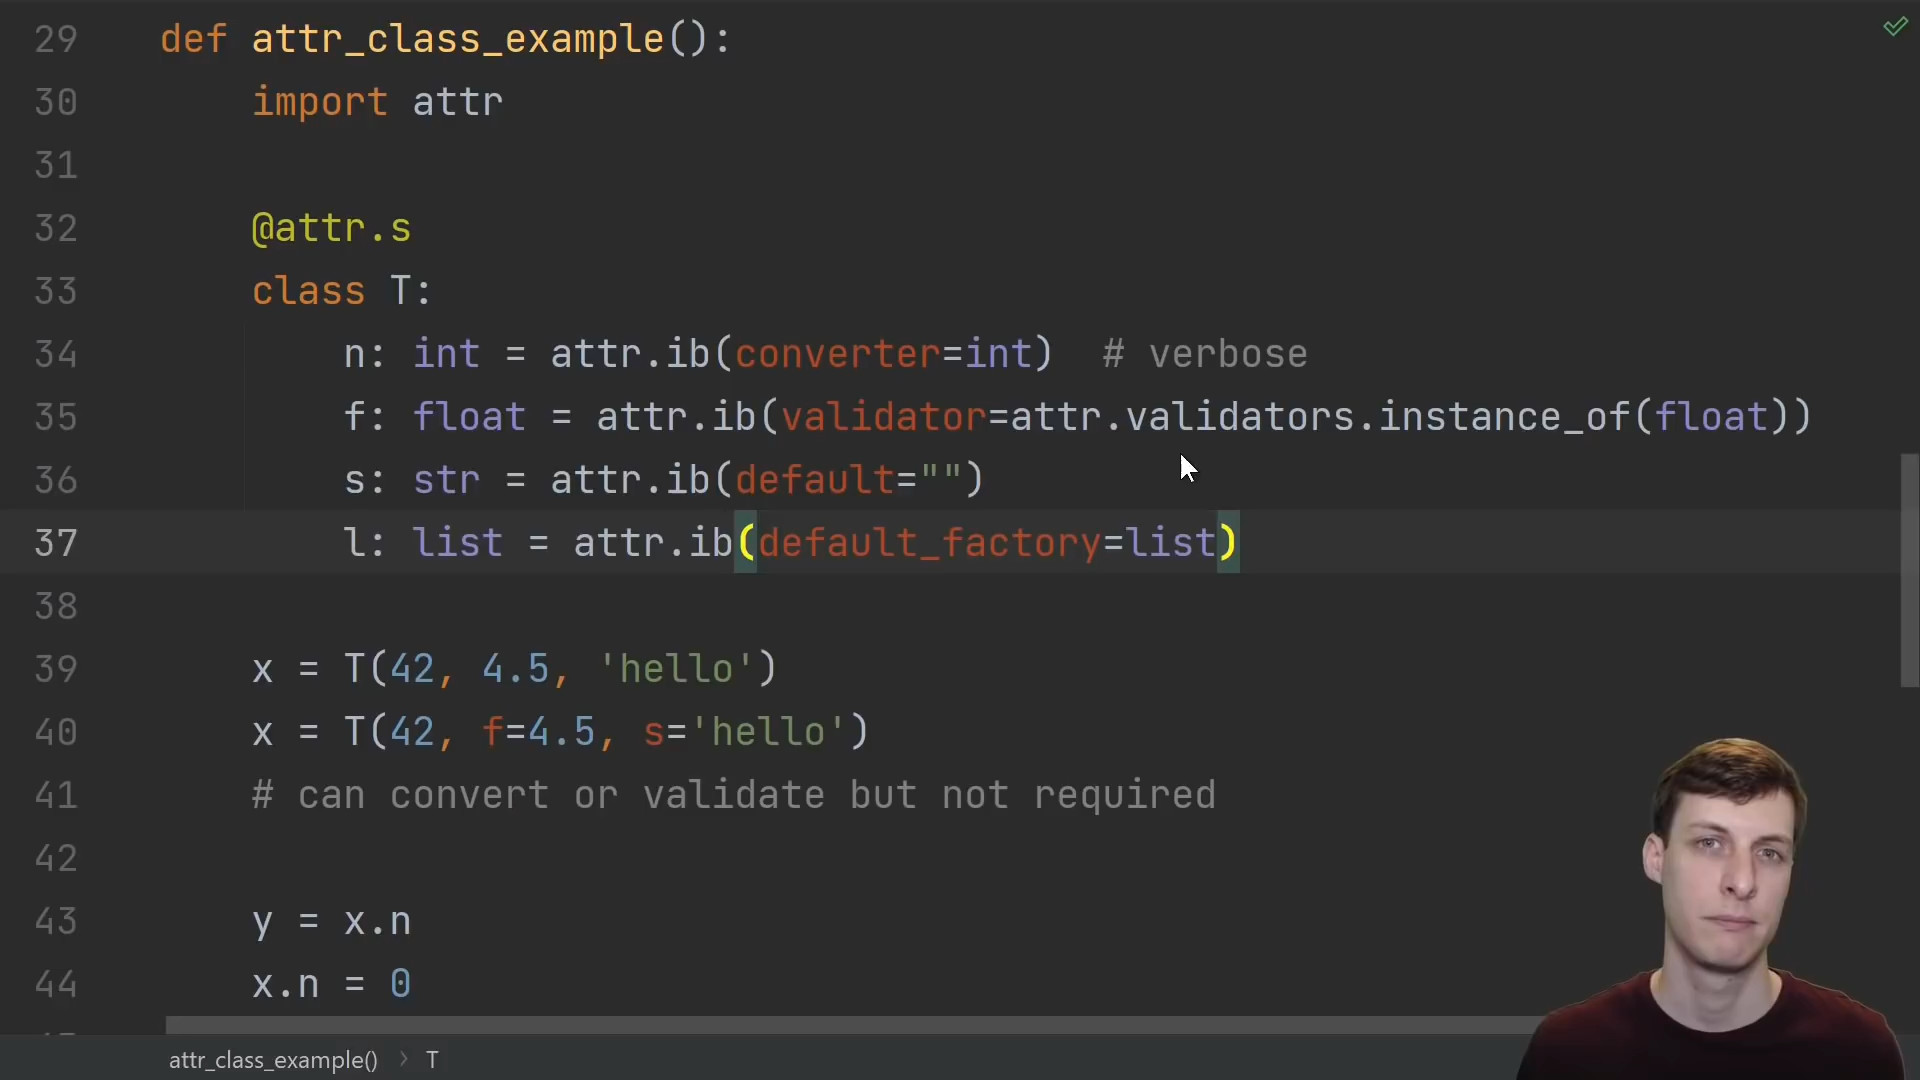 29 def attr_class_example():
30 import attr
31
32 @attr.s
33 class T:
34 n: int = attr.ib(converter=int)  # verbose
35 f: float = attr.ib(validator=attr.validators.instance_of(float))
36 s: str = attr.ib(default="")
37 l: list = attr.ib(default_factory=list)
38
39 x = T(42, 4.5, 'hello')
40 x = T(42, f=4.5, s='hello')
41 # can convert or validate but not required
42
43 y = x.n
44 x.n = 0
attr_class_example() › T